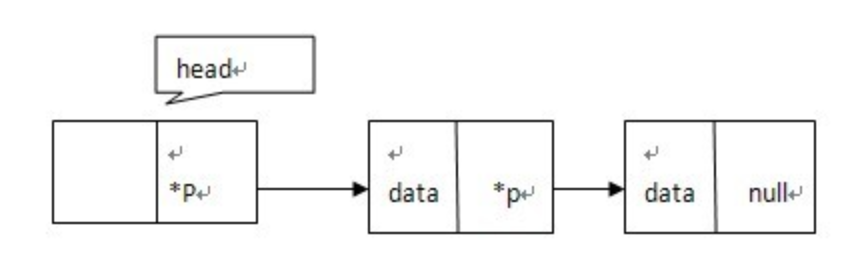 head
*P
data *p
data null